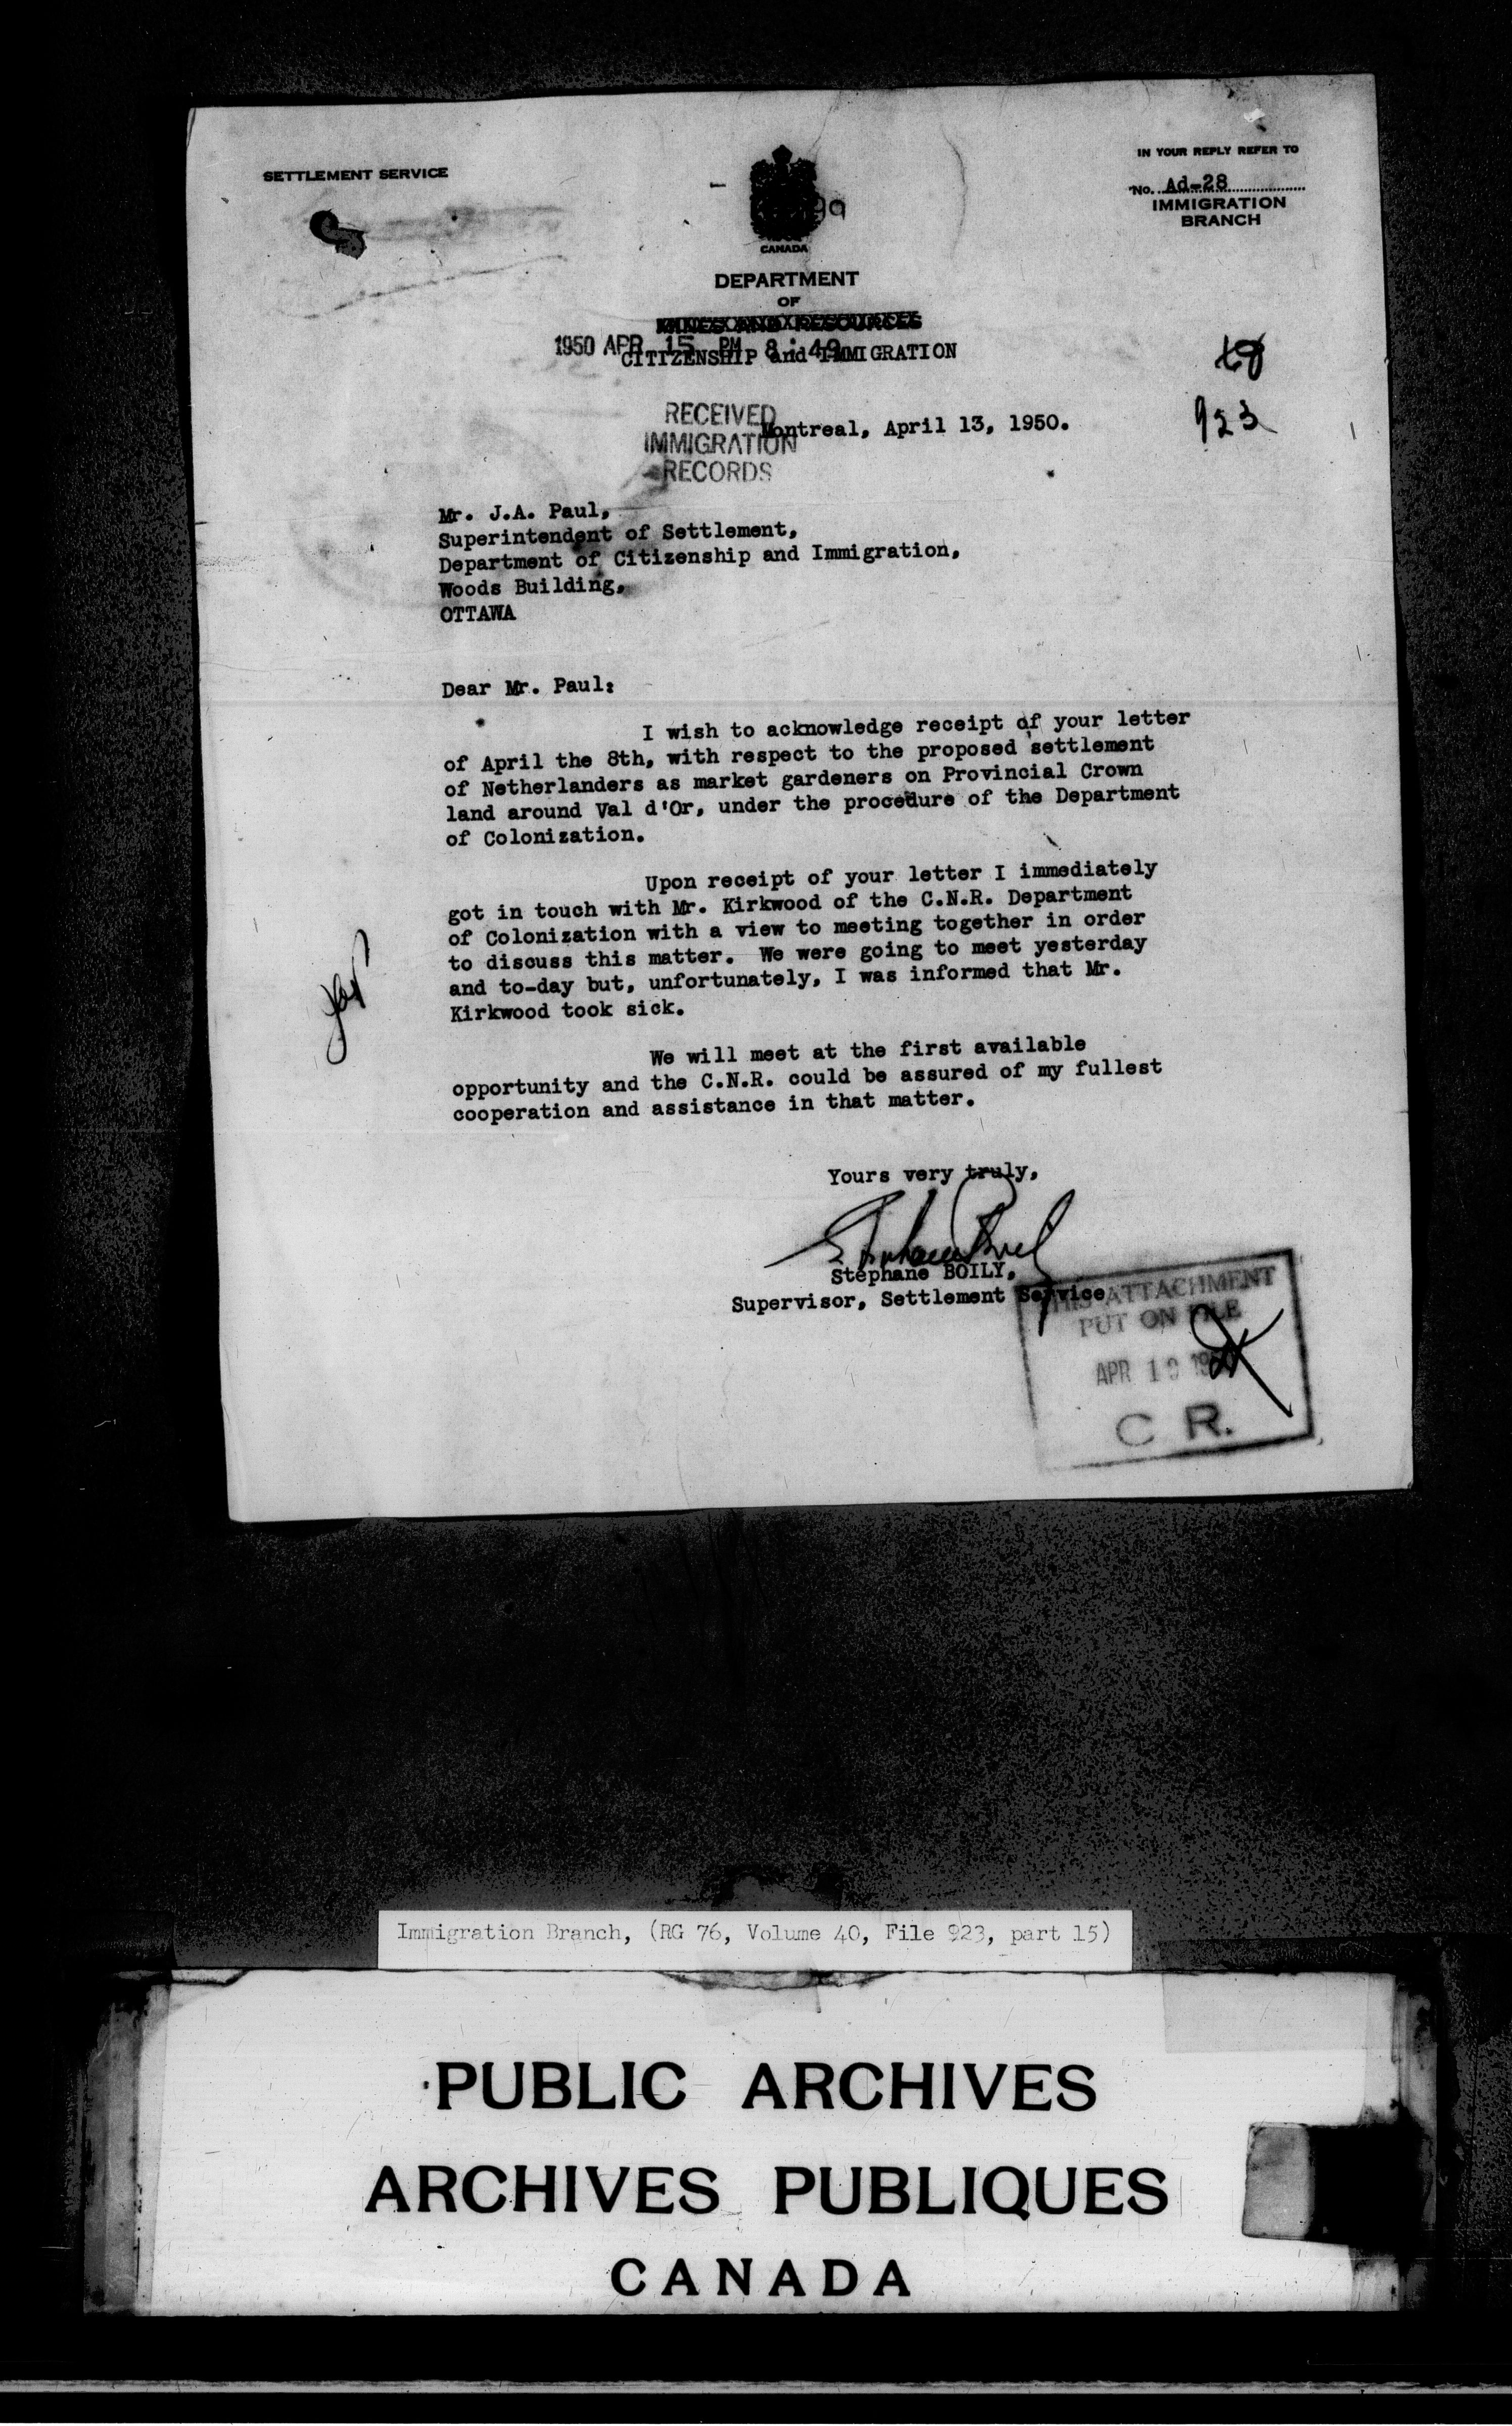 SETTLEMENT SERVICE
IN YOUR REPLY REFER TO
No. Ad-28
IMMIGRATION
BRANCH
99
CANADA
DEPARTMENT
OF
MINES AND RESOURCES
1950 APR 15 PM 8:49
CITIZENSHIP and IMMIGRATION
923
RECEIVED
IMMIGRATION
RECORDS
Montreal, April 13, 1950.
Mr. J.A. Paul,
Superintendent of Settlement,
Department of Citizenship and Immigration,
Woods Building,
OTTAWA
Dear Mr. Paul:
I wish to acknowledge receipt of your letter
of April the 8th, with respect to the proposed settlement
of Netherlanders as market gardeners on Provincial Crown
land around Val d'Or, under the procedure of the Department
of Colonization.
Upon receipt of your letter I immediately
got in touch with Mr. Kirkwood of the C.N.R. Department
of Colonization with a view to meeting together in order
to discuss this matter. We were going to meet yesterday
and to-day but, unfortunately, I was informed that Mr.
Kirkwood took sick.
We will meet at the first available
opportunity and the C.N.R. could be assured of my fullest
cooperation and assistance in that matter.
Yours very truly,
Stéphane BOILY,
Supervisor, Settlement Service
THIS ATTACHMENT
PUT ON FILE
APR 1950
C R.
Immigration Branch, (RG 76, Volume 40, File 923, part 15)
PUBLIC ARCHIVES
ARCHIVES PUBLIQUES
CANADA